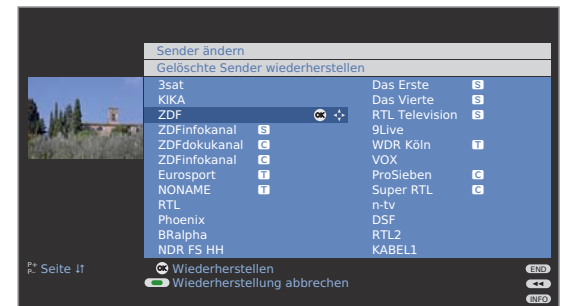 Sender ändern
Gelöschte Sender wiederherstellen
3sat Das Erste S
KIKA Das Vierte S
ZDF OK RTL Television S
ZDFinfokanal S 9Live
ZDFdokukanal C WDR Köln T
ZDFinfokanal C VOX
Eurosport T ProSieben C
NONAME T Super RTL C
RTL n-tv
Phoenix DSF
BRalpha RTL2
NDR FS HH KABEL1
P+ P- Seite OK Wiederherstellen END
Wiederherstellung abbrechen
INFO